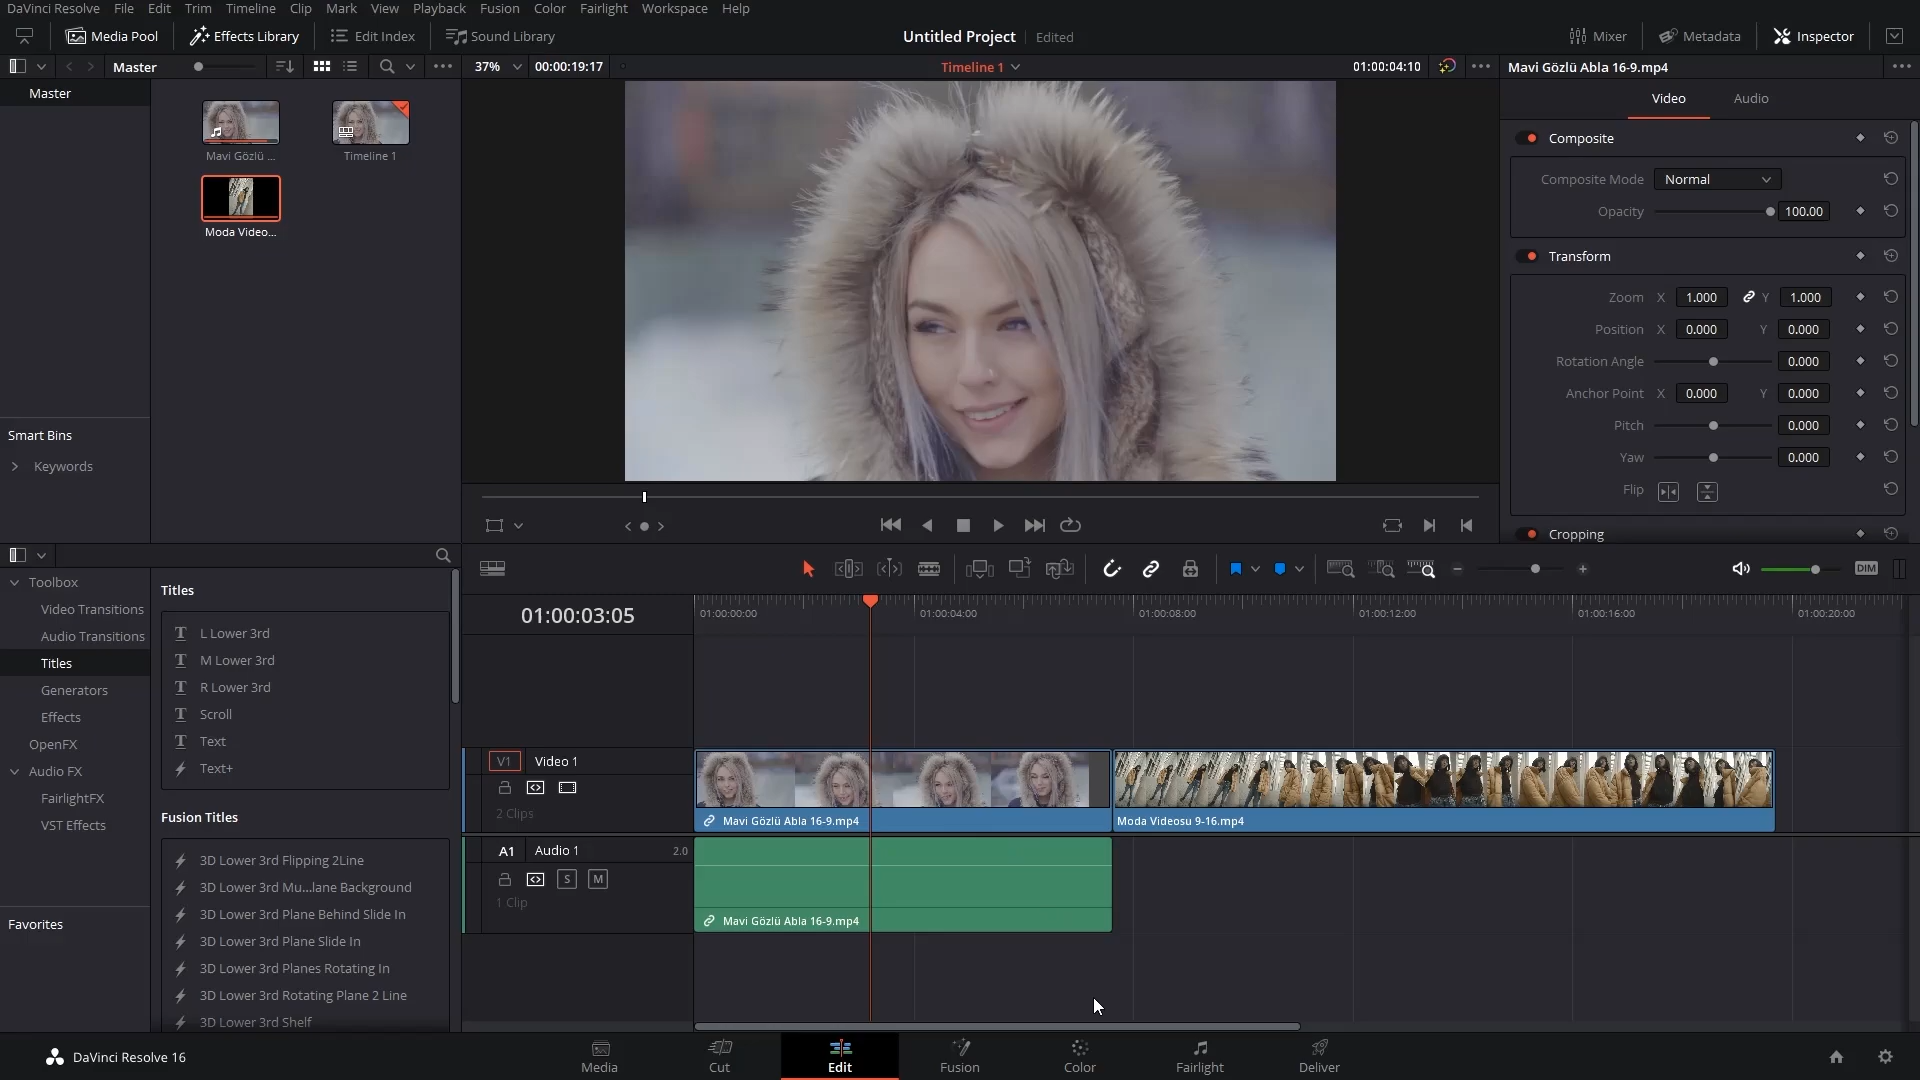 DaVinci Resolve File Edit Trim Timeline Clip Mark View Playback Fusion Color Fairlight Workspace Help
Media Pool Effects Library Edit Index Sound Library Untitled Project Edited Mixer Metadata Inspector
Master 37% 00:00:19:17 Timeline 1 01:00:04:10 Mavi Gözlü Abla 16-9.mp4
Master
Mavi Gözlü ...
Timeline 1
Moda Video...
Smart Bins
Keywords
Video Audio
Composite
Composite Mode Normal
Opacity 100.00
Transform
Zoom X 1.000 Y 1.000
Position X 0.000 Y 0.000
Rotation Angle 0.000
Anchor Point X 0.000 Y 0.000
Pitch 0.000
Yaw 0.000
Flip
Cropping
Toolbox
Video Transitions
Audio Transitions
Titles
Generators
Effects
OpenFX
Audio FX
FairlightFX
VST Effects
Favorites
Titles
L Lower 3rd
M Lower 3rd
R Lower 3rd
Scroll
Text
Text+
Fusion Titles
3D Lower 3rd Flipping 2Line
3D Lower 3rd Mu...lane Background
3D Lower 3rd Plane Behind Slide In
3D Lower 3rd Plane Slide In
3D Lower 3rd Planes Rotating In
3D Lower 3rd Rotating Plane 2 Line
3D Lower 3rd Shelf
DIM
01:00:03:05 01:00:00:00 01:00:04:00 01:00:08:00 01:00:12:00 01:00:16:00 01:00:20:00
V1 Video 1
2 Clips
Mavi Gözlü Abla 16-9.mp4 Moda Videosu 9-16.mp4
A1 Audio 1 2.0
S M
1 Clip
Mavi Gözlü Abla 16-9.mp4
DaVinci Resolve 16 Media Cut Edit Fusion Color Fairlight Deliver